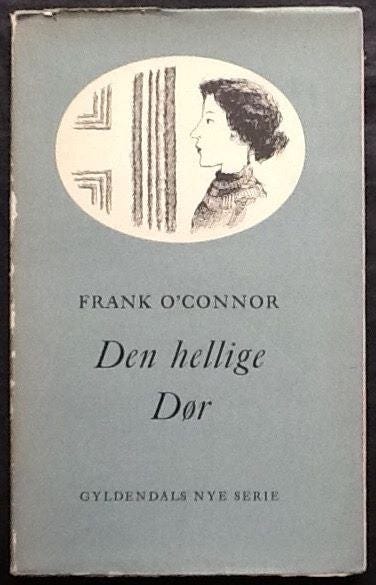 FRANK O'CONNOR
Den hellige
Dør
GYLDENDALS NYE SERIE